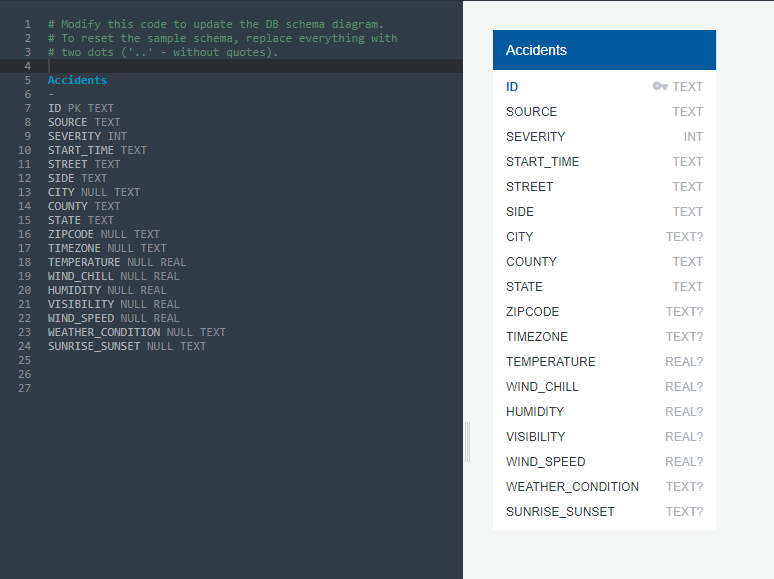 1 # Modify this code to update the DB schema diagram.
2 # To reset the sample schema, replace everything with
3 # two dots ('..' - without quotes).
4
5 Accidents
6 -
7 ID PK TEXT
8 SOURCE TEXT
9 SEVERITY INT
10 START_TIME TEXT
11 STREET TEXT
12 SIDE TEXT
13 CITY NULL TEXT
14 COUNTY TEXT
15 STATE TEXT
16 ZIPCODE NULL TEXT
17 TIMEZONE NULL TEXT
18 TEMPERATURE NULL REAL
19 WIND_CHILL NULL REAL
20 HUMIDITY NULL REAL
21 VISIBILITY NULL REAL
22 WIND_SPEED NULL REAL
23 WEATHER_CONDITION NULL TEXT
24 SUNRISE_SUNSET NULL TEXT
25
26
27
Accidents
ID TEXT
SOURCE TEXT
SEVERITY INT
START_TIME TEXT
STREET TEXT
SIDE TEXT
CITY TEXT?
COUNTY TEXT
STATE TEXT
ZIPCODE TEXT?
TIMEZONE TEXT?
TEMPERATURE REAL?
WIND_CHILL REAL?
HUMIDITY REAL?
VISIBILITY REAL?
WIND_SPEED REAL?
WEATHER_CONDITION TEXT?
SUNRISE_SUNSET TEXT?